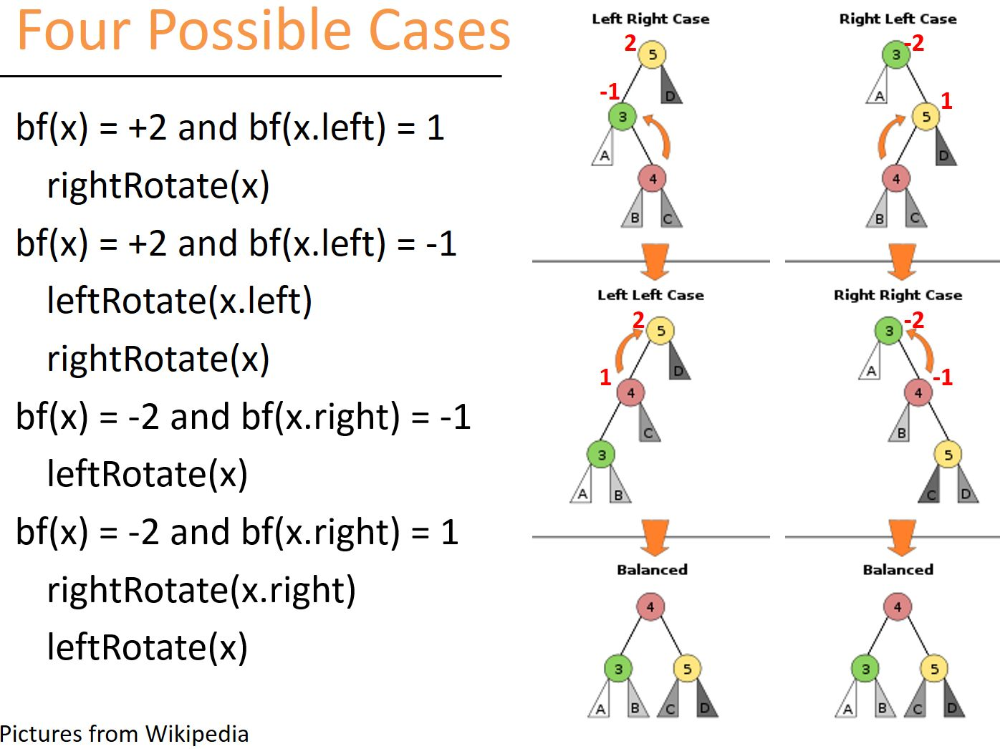 Four Possible Cases
bf(x) = +2 and bf(x.left) = 1
rightRotate(x)
bf(x) = +2 and bf(x.left) = -1
leftRotate(x.left)
rightRotate(x)
bf(x) = -2 and bf(x.right) = -1
leftRotate(x)
bf(x) = -2 and bf(x.right) = 1
rightRotate(x.right)
leftRotate(x)
Pictures from Wikipedia
Left Right Case
2
5
D
-1
3
A
4
B C
Right Left Case
-2
3
A
1
5
D
4
B C
Left Left Case
2
5
D
1
4
C
3
A B
Right Right Case
-2
3
A
-1
4
B
5
C D
Balanced
4
3 5
A B C D
Balanced
4
3 5
A B C D